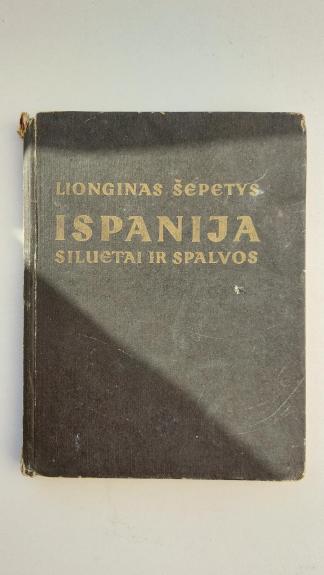 LIONGINAS ŠEPETYS
ISPANIJA
SILUETAI IR SPALVOS